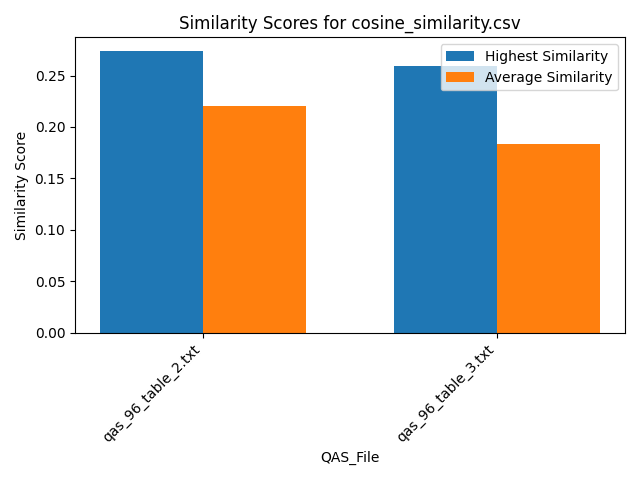 Similarity Scores for cosine_similarity.csv
Highest Similarity
Average Similarity
Similarity Score
0.25
0.20
0.15
0.10
0.05
0.00
qas_96_table_2.txt
qas_96_table_3.txt
QAS_File